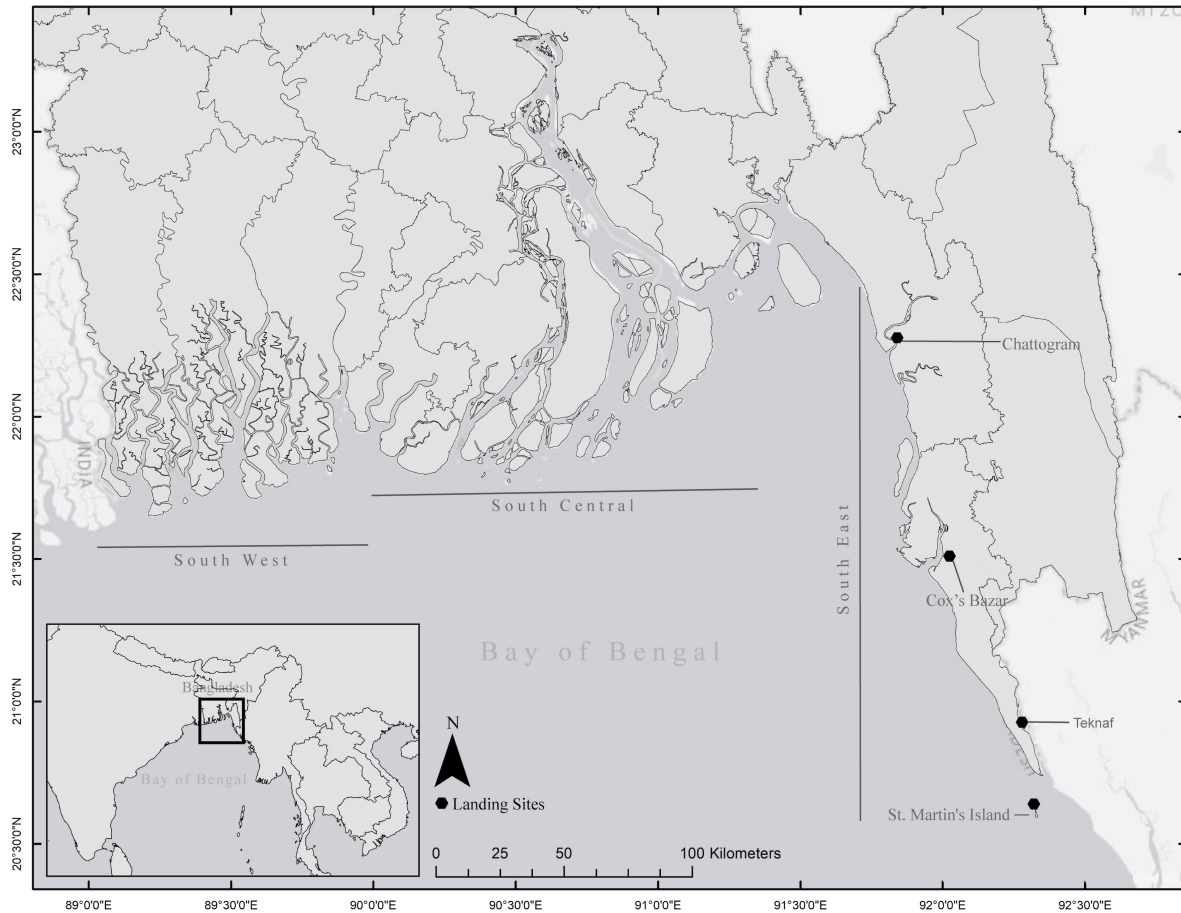 MIZO
23°0'0"N
22°30'0"N
Chattogram
22°0'0"N
INDIA
South Central
South West
South East
21°30'0"N
Cox's Bazar
MYANMAR
Bay of Bengal
Bangladesh
21°0'0"N
Teknaf
N
Bay of Bengal
Landing Sites
St. Martin's Island
20°30'0"N
0 25 50 100 Kilometers
89°0'0"E 89°30'0"E 90°0'0"E 90°30'0"E 91°0'0"E 91°30'0"E 92°0'0"E 92°30'0"E